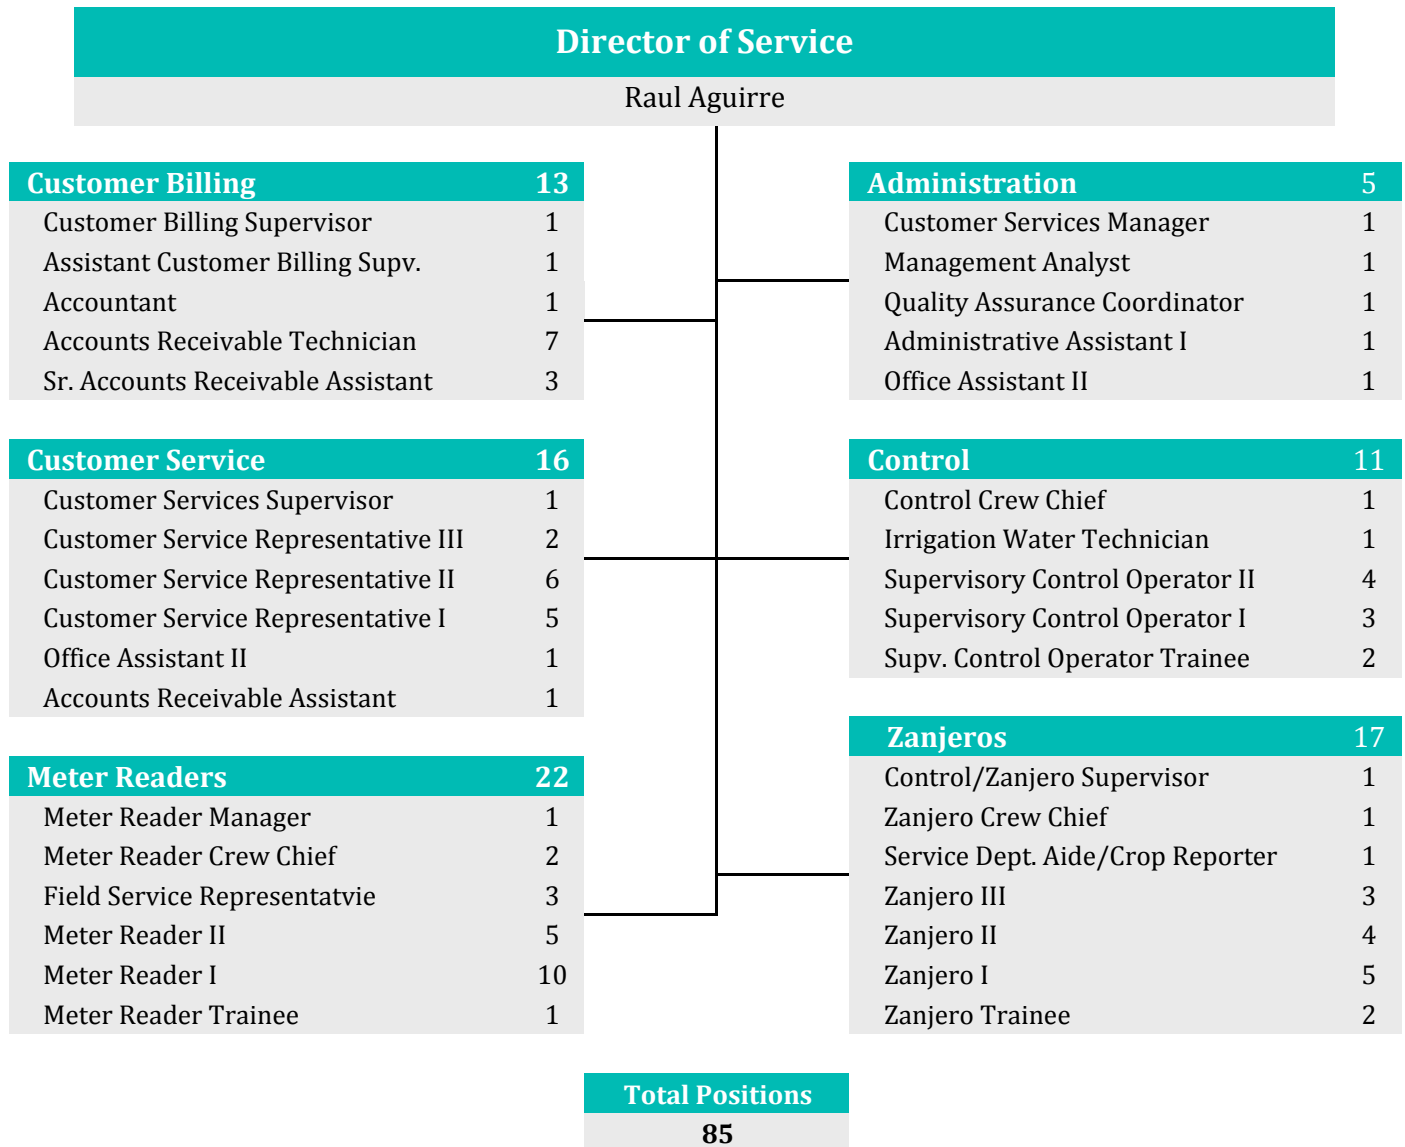 Director of Service
Raul Aguirre
Customer Billing 13
Customer Billing Supervisor 1
Assistant Customer Billing Supv. 1
Accountant 1
Accounts Receivable Technician 7
Sr. Accounts Receivable Assistant 3
Customer Service 16
Customer Services Supervisor 1
Customer Service Representative III 2
Customer Service Representative II 6
Customer Service Representative I 5
Office Assistant II 1
Accounts Receivable Assistant 1
Meter Readers 22
Meter Reader Manager 1
Meter Reader Crew Chief 2
Field Service Representatvie 3
Meter Reader II 5
Meter Reader I 10
Meter Reader Trainee 1
Administration 5
Customer Services Manager 1
Management Analyst 1
Quality Assurance Coordinator 1
Administrative Assistant I 1
Office Assistant II 1
Control 11
Control Crew Chief 1
Irrigation Water Technician 1
Supervisory Control Operator II 4
Supervisory Control Operator I 3
Supv. Control Operator Trainee 2
Zanjeros 17
Control/Zanjero Supervisor 1
Zanjero Crew Chief 1
Service Dept. Aide/Crop Reporter 1
Zanjero III 3
Zanjero II 4
Zanjero I 5
Zanjero Trainee 2
Total Positions
85